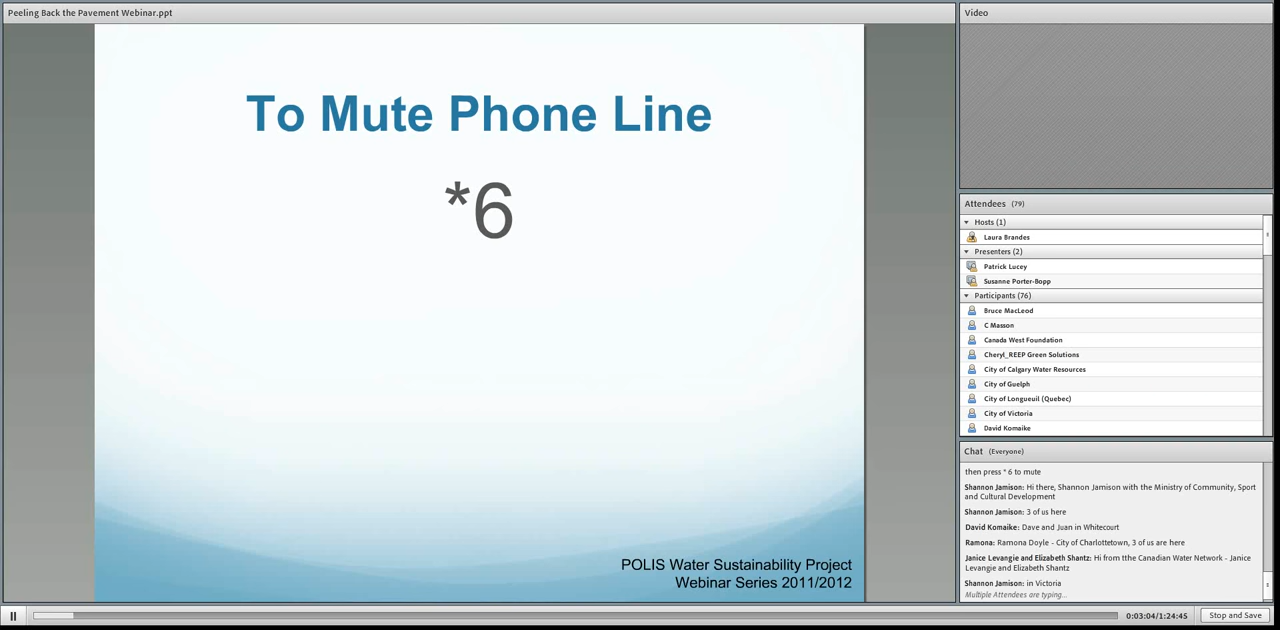 Peeling Back the Pavement Webinar.ppt
To Mute Phone Line
*6
POLIS Water Sustainability Project
Webinar Series 2011/2012
Video
Attendees (79)
Hosts (1)
Laura Brandes
Presenters (2)
Patrick Lucey
Susanne Porter-Bopp
Participants (76)
Bruce MacLeod
C Masson
Canada West Foundation
Cheryl_REEP Green Solutions
City of Calgary Water Resources
City of Guelph
City of Longueuil (Quebec)
City of Victoria
David Komaike
Chat (Everyone)
then press * 6 to mute
Shannon Jamison: Hi there, Shannon Jamison with the Ministry of Community, Sport
and Cultural Development
Shannon Jamison: 3 of us here
David Komaike: Dave and Juan in Whitecourt
Ramona: Ramona Doyle - City of Charlottetown, 3 of us are here
Janice Levangie and Elizabeth Shantz: Hi from tthe Canadian Water Network - Janice
Levangie and Elizabeth Shantz
Shannon Jamison: in Victoria
Multiple Attendees are typing...
0:03:04/1:24:45
Stop and Save